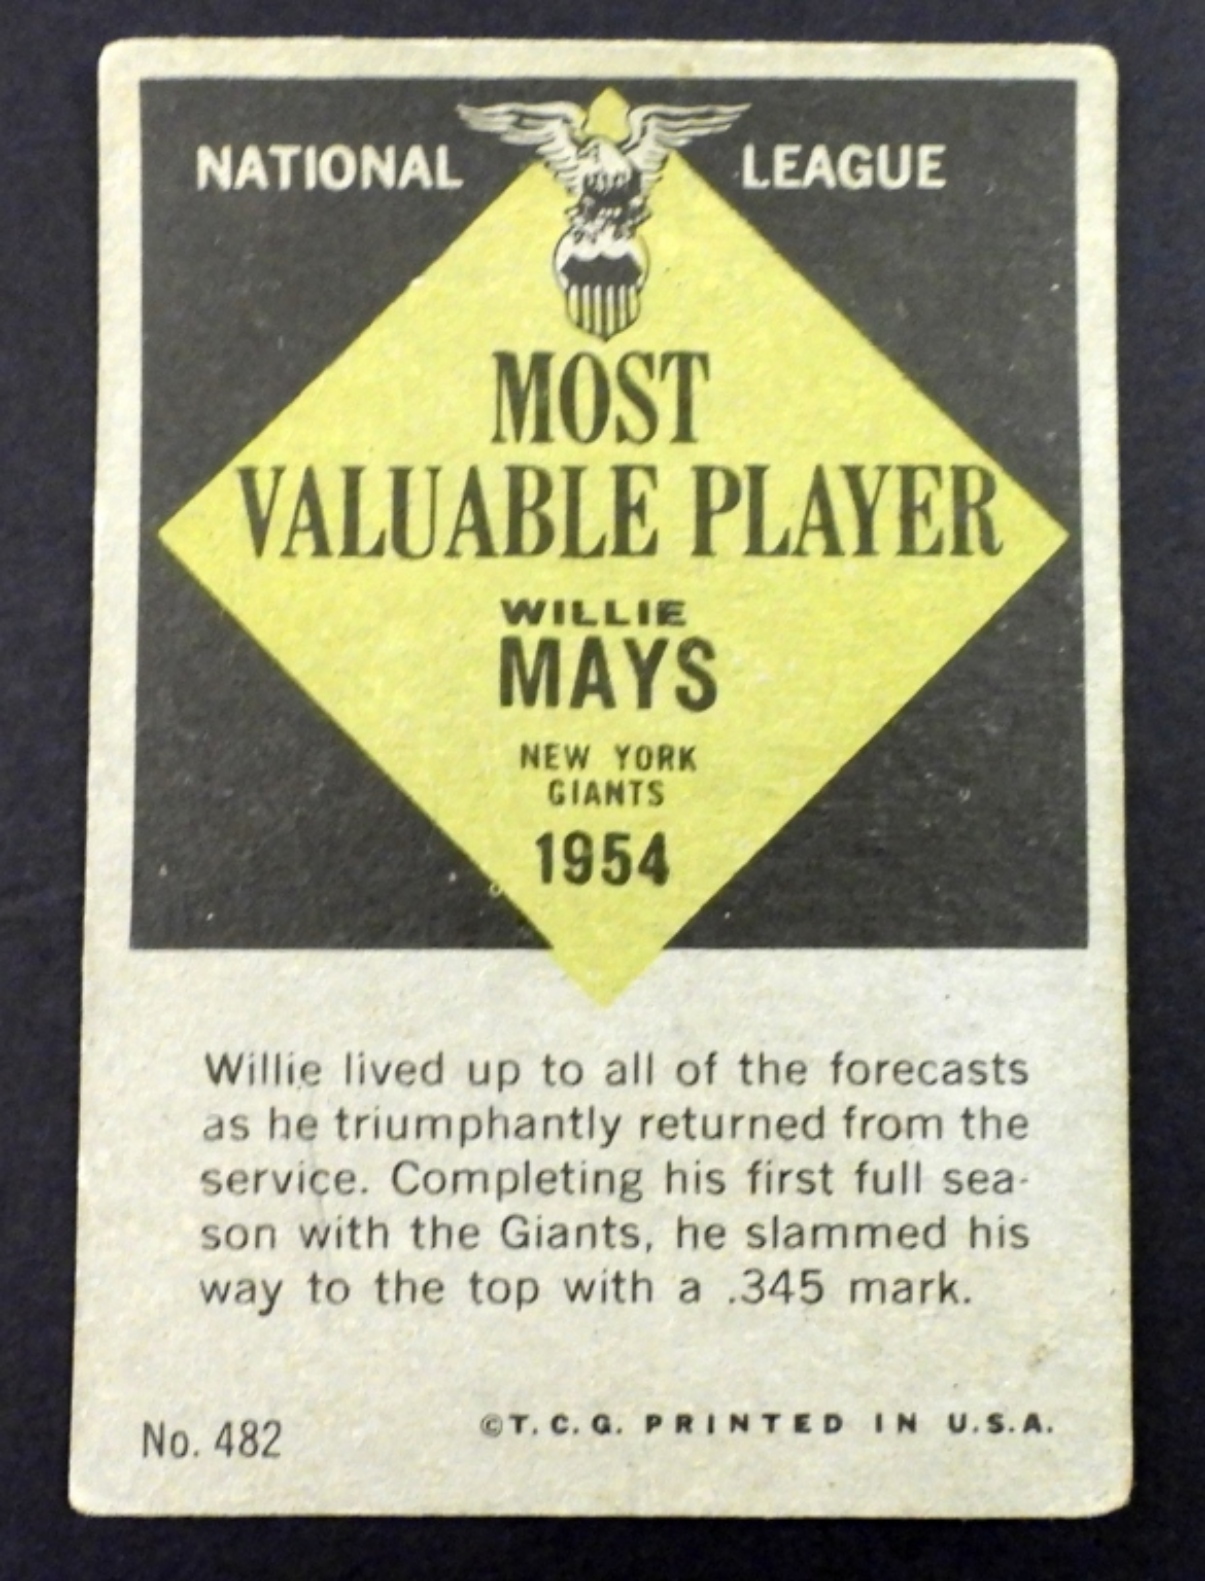 NATIONAL LEAGUE
MOST
VALUABLE PLAYER
WILLIE
MAYS
NEW YORK
GIANTS
1954
Willie lived up to all of the forecasts
as he triumphantly returned from the
service. Completing his first full sea-
son with the Giants, he slammed his
way to the top with a .345 mark.
No. 482 ©T.C.G. PRINTED IN U.S.A.